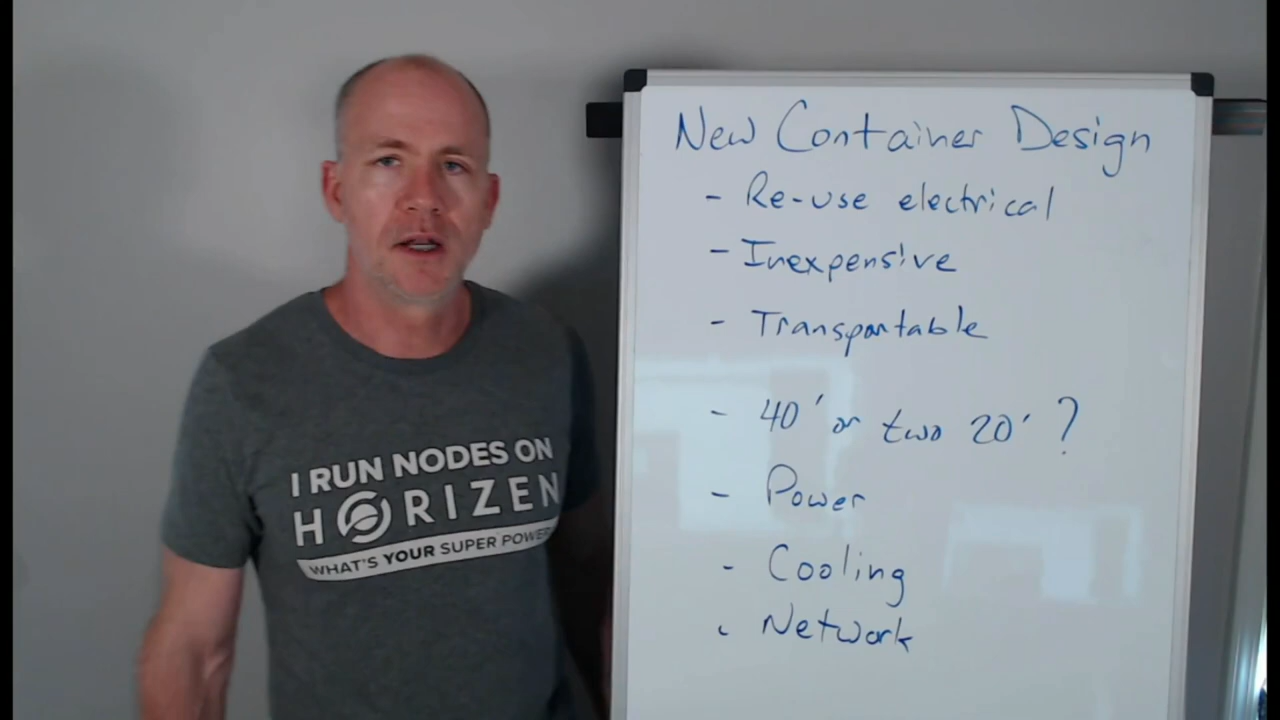 I RUN NODES ON
HORIZEN
WHAT'S YOUR SUPER POWER
New Container Design
- Re-use electrical
- Inexpensive
- Transportable
- 40' or two 20' ?
- Power
- Cooling
- Network